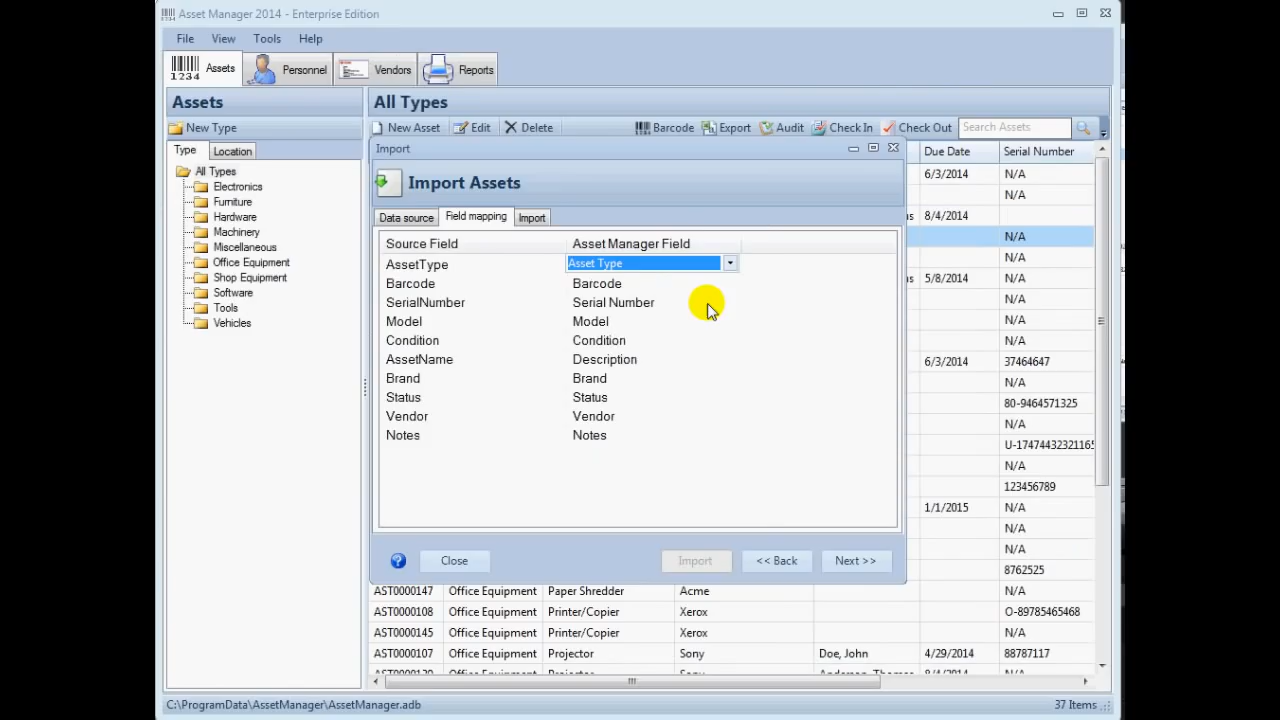 Asset Manager 2014 - Enterprise Edition
File View Tools Help
1234 Assets Personnel Vendors Reports
Assets
All Types
New Type
New Asset Edit Delete Barcode Export Audit Check In Check Out Search Assets
Type Location
All Types
Electronics
Furniture
Hardware
Machinery
Miscellaneous
Office Equipment
Shop Equipment
Software
Tools
Vehicles
Import
Import Assets
Data source Field mapping Import
Source Field Asset Manager Field
AssetType Asset Type
Barcode Barcode
SerialNumber Serial Number
Model Model
Condition Condition
AssetName Description
Brand Brand
Status Status
Vendor Vendor
Notes Notes
Close Import << Back Next >>
Due Date Serial Number
6/3/2014 N/A
N/A
8/4/2014
N/A
N/A
5/8/2014 N/A
N/A
N/A
N/A
6/3/2014 37464647
N/A
80-9464571325
N/A
U-17474432321165
N/A
123456789
1/1/2015 N/A
N/A
N/A
8762525
AST0000147 Office Equipment Paper Shredder Acme N/A
AST0000108 Office Equipment Printer/Copier Xerox O-89785465468
AST0000145 Office Equipment Printer/Copier Xerox N/A
AST0000107 Office Equipment Projector Sony Doe, John 4/29/2014 88787117
C:\ProgramData\AssetManager\AssetManager.adb
37 Items